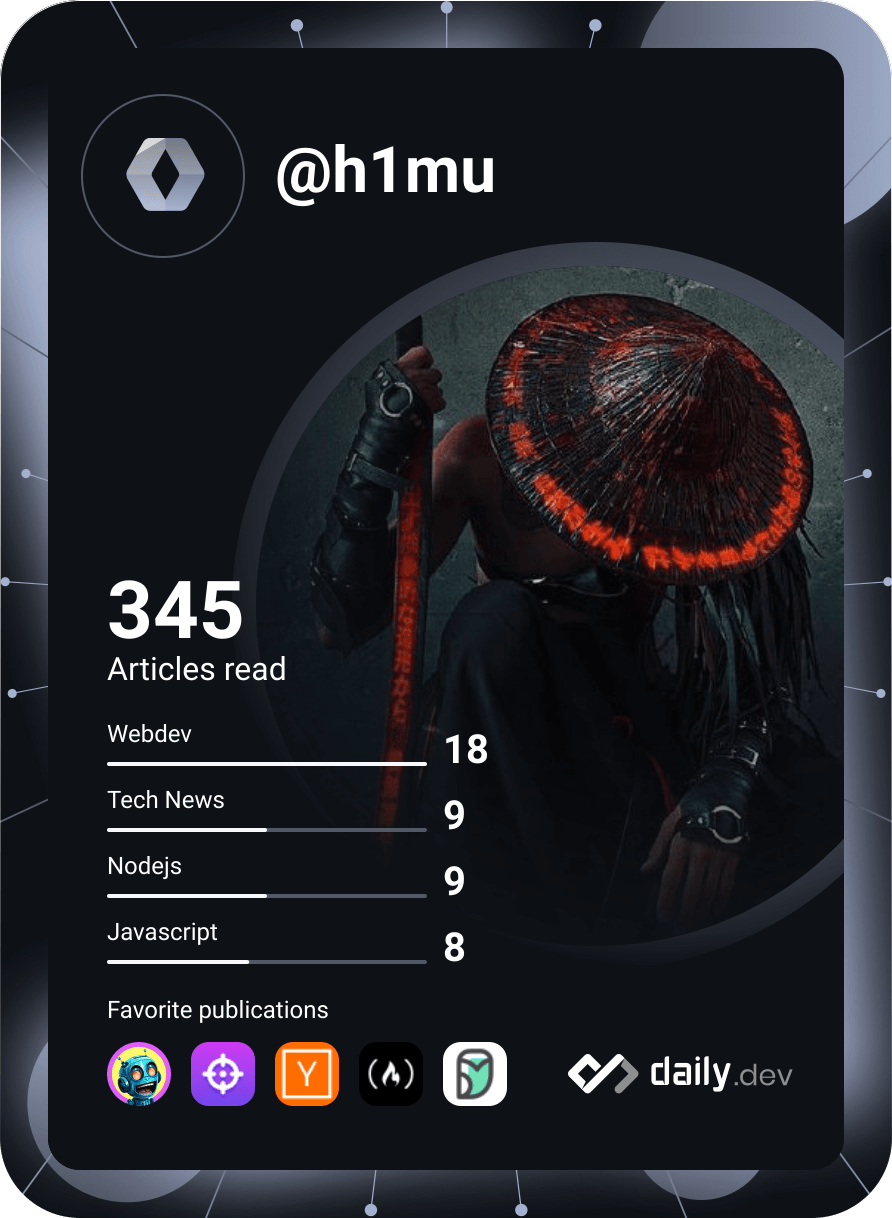 @h1mu
345
Articles read
Webdev
18
Tech News
9
Nodejs
9
Javascript
8
Favorite publications
Y
daily.dev